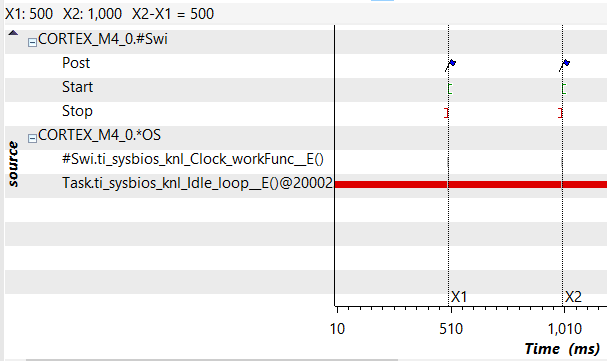 X1: 500 X2: 1,000 X2-X1 = 500
CORTEX_M4_0.#Swi
Post
Start
Stop
CORTEX_M4_0.*OS
#Swi.ti_sysbios_knl_Clock_workFunc__E()
Task.ti_sysbios_knl_Idle_loop__E()@20002
source
X1 X2
10 510 1,010
Time (ms)